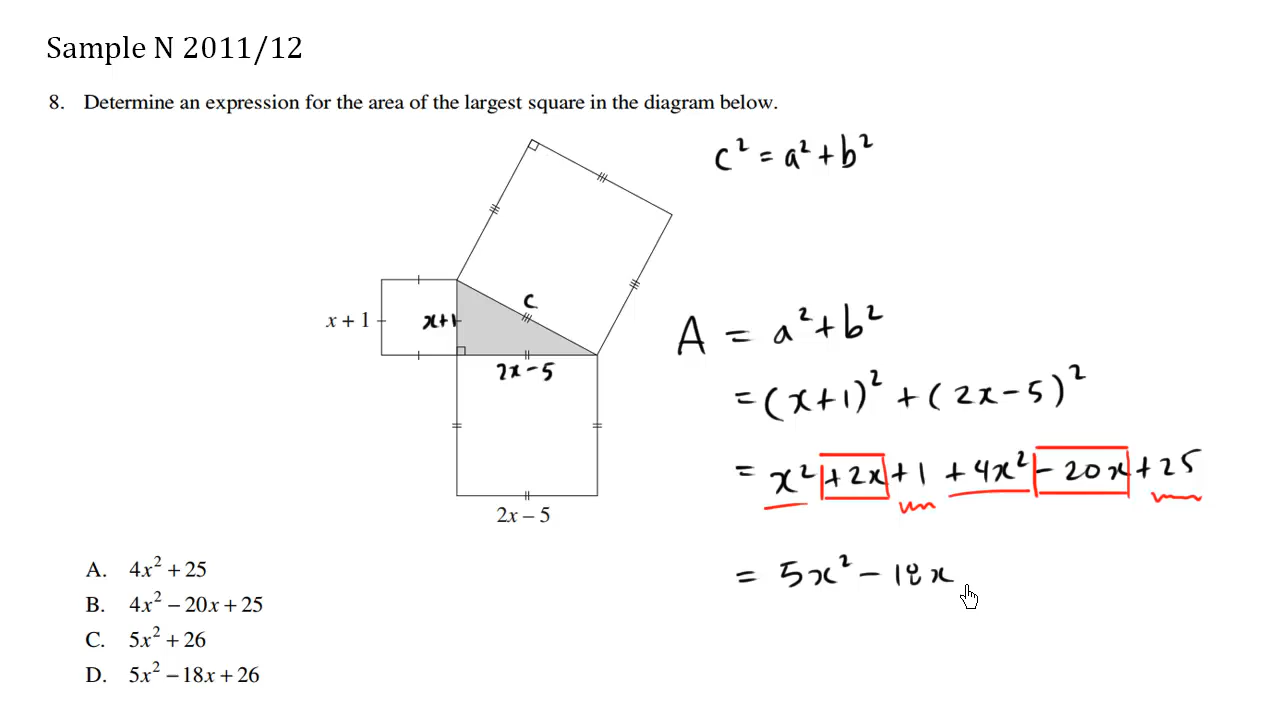 Sample N 2011/12
8. Determine an expression for the area of the largest square in the diagram below.
c² = a² + b²
x + 1
x+1
c
2x-5
2x – 5
A = a² + b²
= (x+1)² + (2x-5)²
= x² +2x +1 +4x² -20x +25
= 5x² - 18x
A. 4x² + 25
B. 4x² – 20x + 25
C. 5x² + 26
D. 5x² – 18x + 26